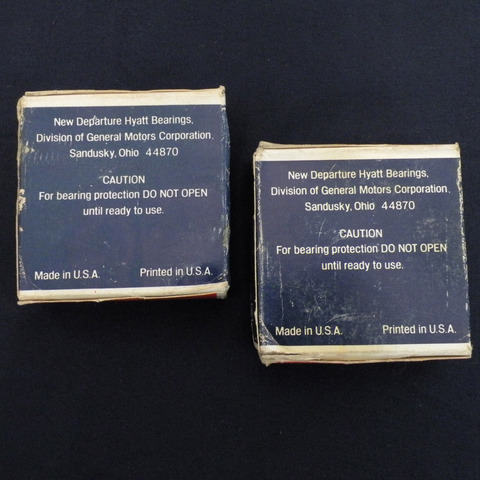 New Departure Hyatt Bearings,
Division of General Motors Corporation,
Sandusky, Ohio 44870
CAUTION
For bearing protection DO NOT OPEN
until ready to use.
Made in U.S.A. Printed in U.S.A.
New Departure Hyatt Bearings,
Division of General Motors Corporation,
Sandusky, Ohio 44870
CAUTION
For bearing protection DO NOT OPEN
until ready to use.
Made in U.S.A. Printed in U.S.A.